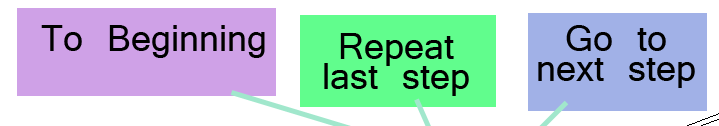 To Beginning
Repeat
last step
Go to
next step